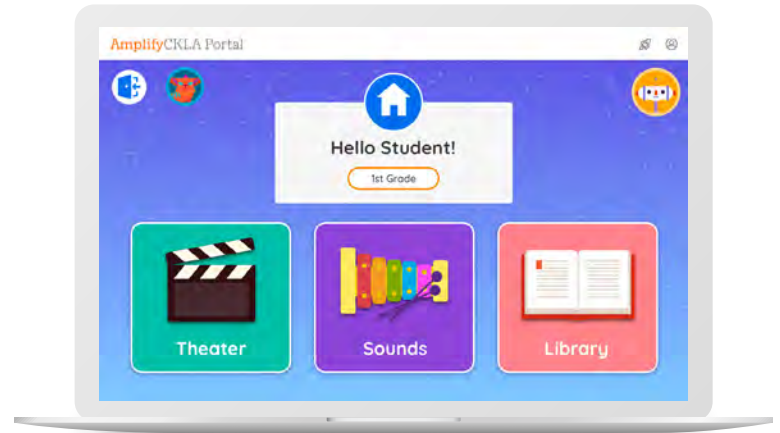 AmplifyCKLA Portal
Hello Student!
1st Grade
Theater
Sounds
Library